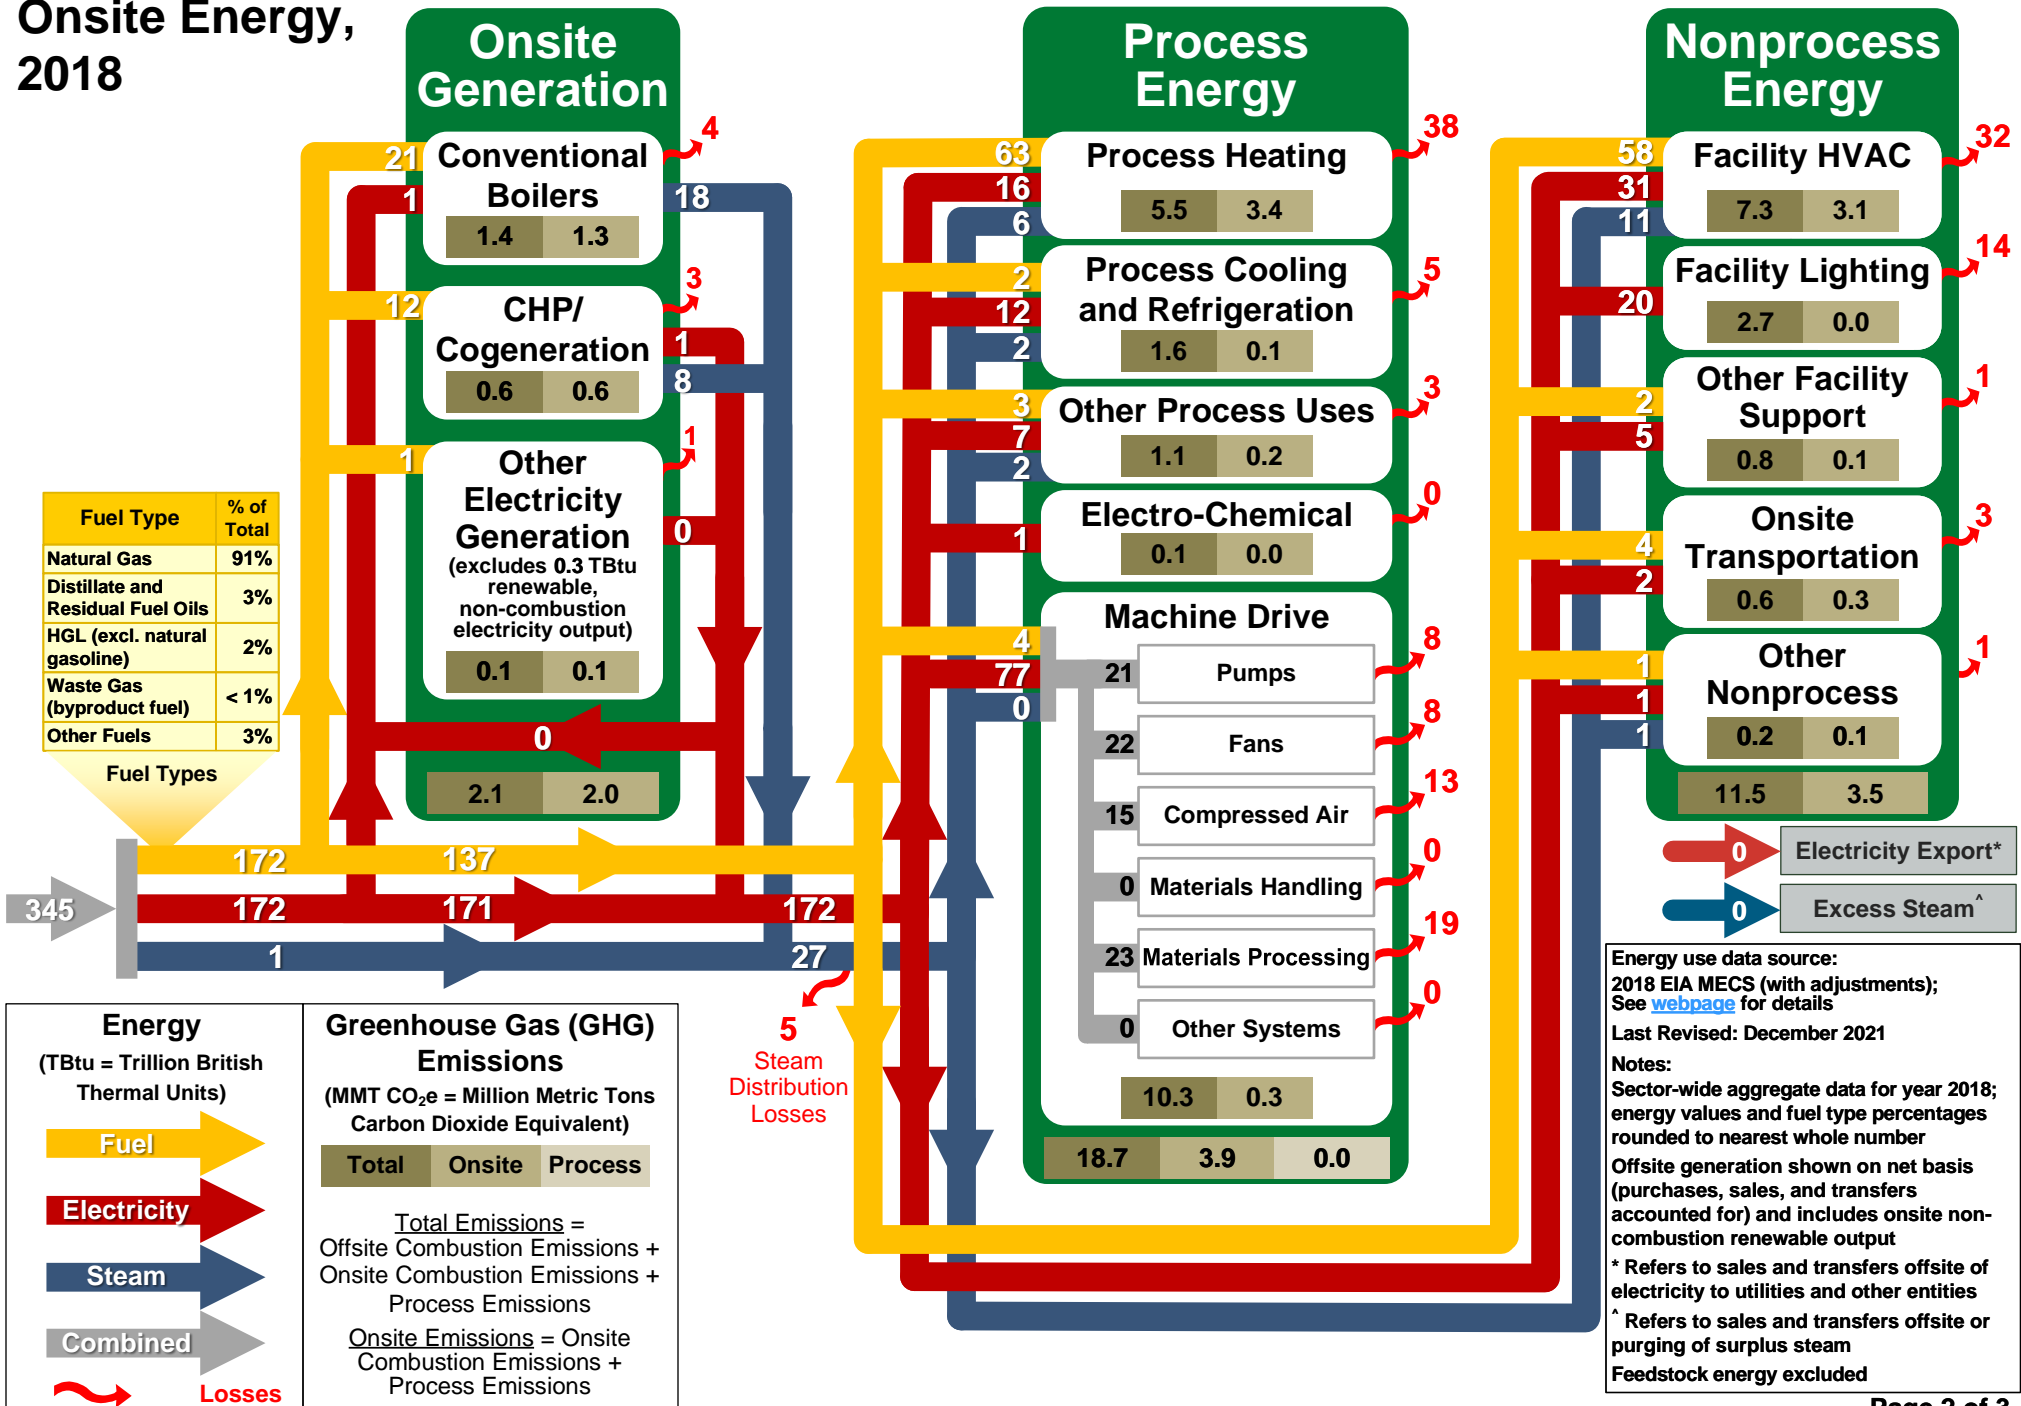 Onsite Energy,
2018
Onsite
Generation
4
21
1
Conventional
Boilers
18
1.4 1.3
3
12
CHP/
Cogeneration
1
8
0.6 0.6
1
1
Other
Electricity
Generation
0
(excludes 0.3 TBtu
renewable,
non-combustion
electricity output)
0.1 0.1
0
2.1 2.0
Fuel Type % of
Total
Natural Gas 91%
Distillate and
Residual Fuel Oils 3%
HGL (excl. natural
gasoline) 2%
Waste Gas
(byproduct fuel) < 1%
Other Fuels 3%
Fuel Types
345
172 137
172 171 172
1 27
5
Steam
Distribution
Losses
Process
Energy
38
63
16
6
Process Heating
5.5 3.4
5
2
12
2
Process Cooling
and Refrigeration
1.6 0.1
3
3
7
2
Other Process Uses
1.1 0.2
0
1
Electro-Chemical
0.1 0.0
Machine Drive
4
77
0
21 Pumps 8
22 Fans 8
15 Compressed Air 13
0 Materials Handling 0
23 Materials Processing 19
0 Other Systems 0
10.3 0.3
18.7 3.9 0.0
Nonprocess
Energy
32
58
31
11
Facility HVAC
7.3 3.1
14
20
Facility Lighting
2.7 0.0
1
2
5
Other Facility
Support
0.8 0.1
3
4
2
Onsite
Transportation
0.6 0.3
1
1
1
1
Other
Nonprocess
0.2 0.1
11.5 3.5
0 Electricity Export*
0 Excess Steam^
Energy
(TBtu = Trillion British
Thermal Units)
Fuel
Electricity
Steam
Combined
Losses
Greenhouse Gas (GHG)
Emissions
(MMT CO₂e = Million Metric Tons
Carbon Dioxide Equivalent)
Total Onsite Process
Total Emissions =
Offsite Combustion Emissions +
Onsite Combustion Emissions +
Process Emissions
Onsite Emissions = Onsite
Combustion Emissions +
Process Emissions
Energy use data source:
2018 EIA MECS (with adjustments);
See webpage for details
Last Revised: December 2021
Notes:
Sector-wide aggregate data for year 2018;
energy values and fuel type percentages
rounded to nearest whole number
Offsite generation shown on net basis
(purchases, sales, and transfers
accounted for) and includes onsite non-
combustion renewable output
* Refers to sales and transfers offsite of
electricity to utilities and other entities
^ Refers to sales and transfers offsite or
purging of surplus steam
Feedstock energy excluded
Page 2 of 3